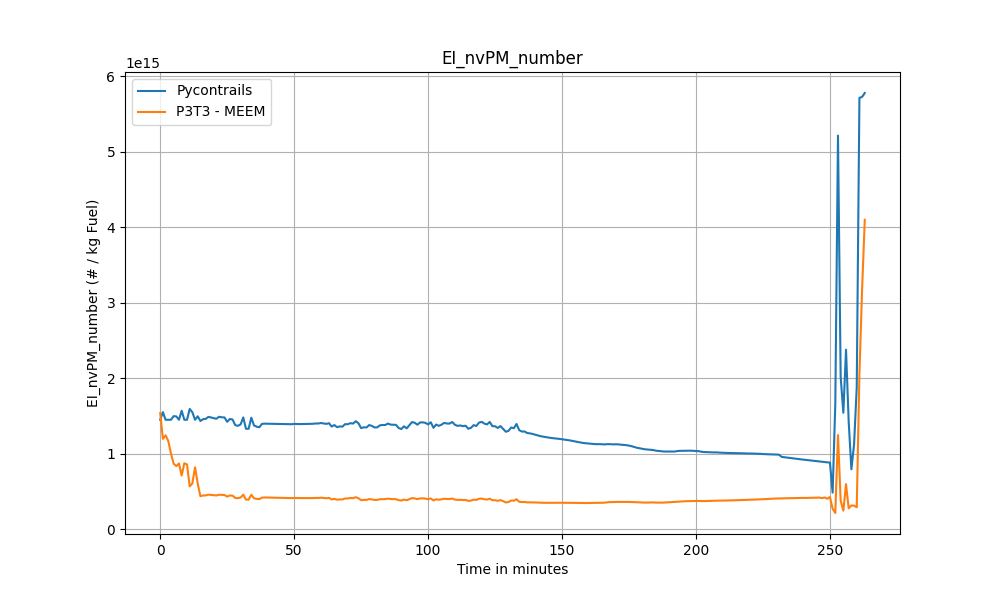 EI_nvPM_number
1e15
Pycontrails
P3T3 - MEEM
6
5
4
3
2
1
0
EI_nvPM_number (# / kg Fuel)
0 50 100 150 200 250
Time in minutes